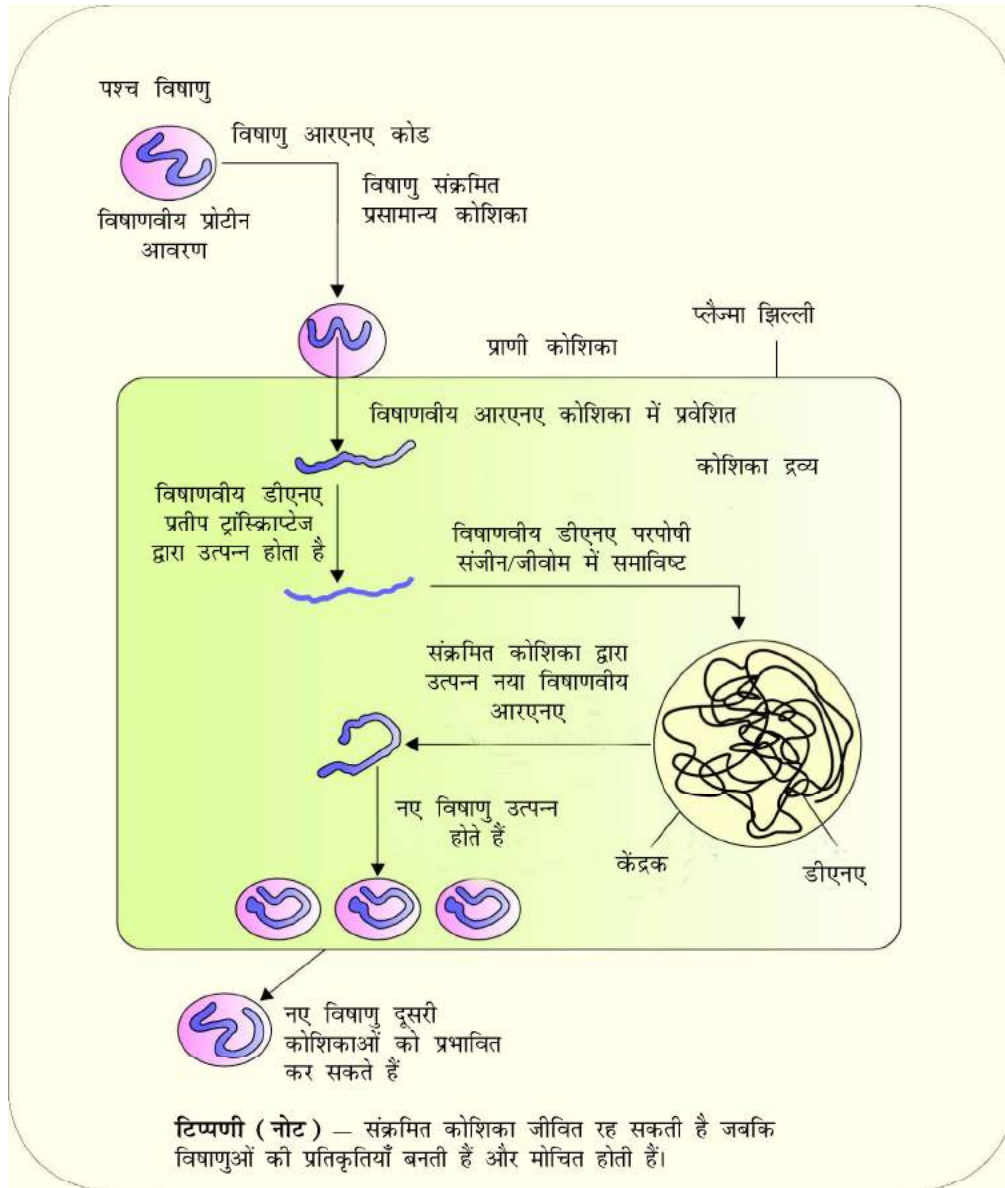 पश्च विषाणु
विषाणु आरएनए कोड
विषाणु संक्रमित
प्रसामान्य कोशिका
विषाणवीय प्रोटीन
आवरण
प्लैज्मा झिल्ली
प्राणी कोशिका
विषाणवीय आरएनए कोशिका में प्रवेशित
कोशिका द्रव्य
विषाणवीय डीएनए
प्रतीप ट्रांस्क्राप्टेज
द्वारा उत्पन्न होता है
विषाणवीय डीएनए परपोषी
संजीन/जीवोम में समाविष्ट
संक्रमित कोशिका द्वारा
उत्पन्न नया विषाणवीय
आरएनए
नए विषाणु उत्पन्न
होते हैं
केंद्रक
डीएनए
नए विषाणु दूसरी
कोशिकाओं को प्रभावित
कर सकते हैं
टिप्पणी ( नोट ) – संक्रमित कोशिका जीवित रह सकती है जबकि
विषाणुओं की प्रतिकृतियाँ बनती हैं और मोचित होती हैं।